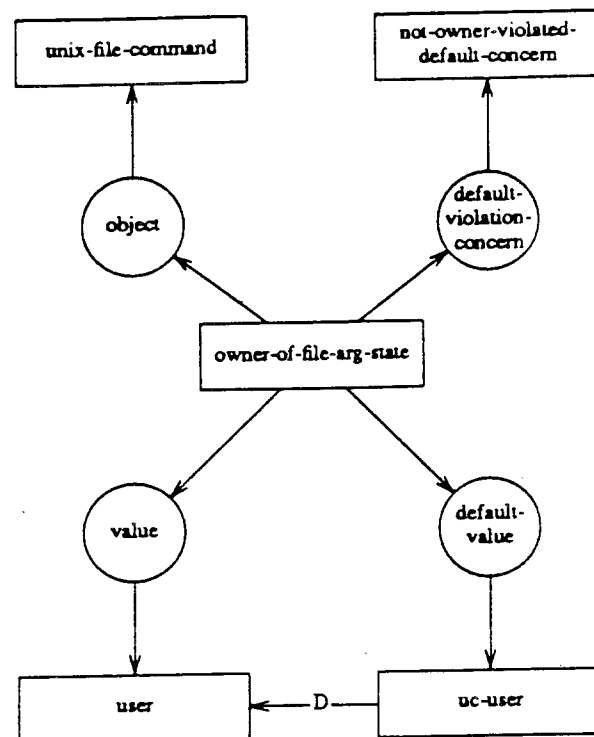 unix-file-command
not-owner-violated-
default-concern
object
default-
violation-
concern
owner-of-file-arg-state
value
default-
value
user
D
uc-user